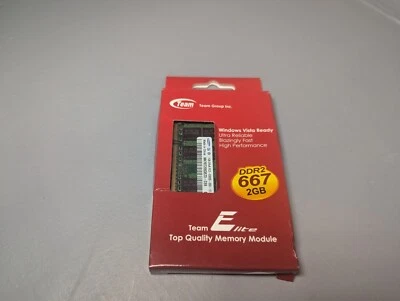 Team
Team Group Inc.
Windows Vista Ready
Ultra Reliable
Blazingly Fast
High Performance
DDR2
667
2GB
Team Elite
Top Quality Memory Module